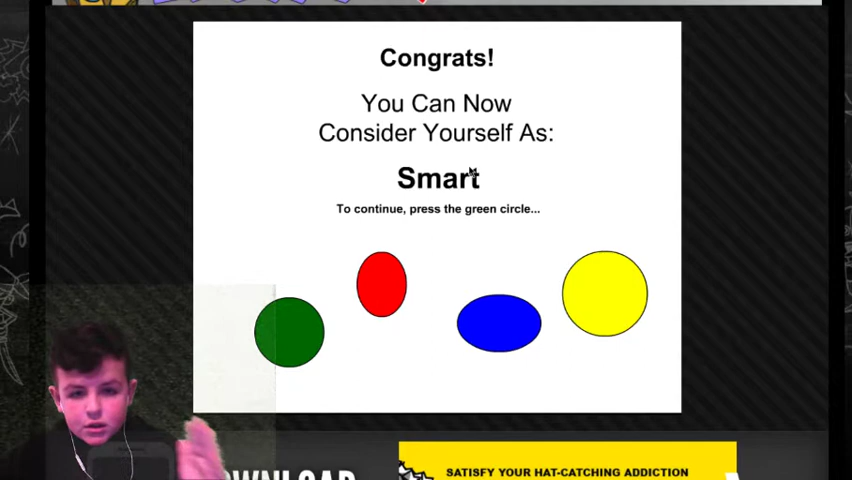 Congrats!
You Can Now
Consider Yourself As:
Smart
To continue, press the green circle...
SATISFY YOUR HAT-CATCHING ADDICTION